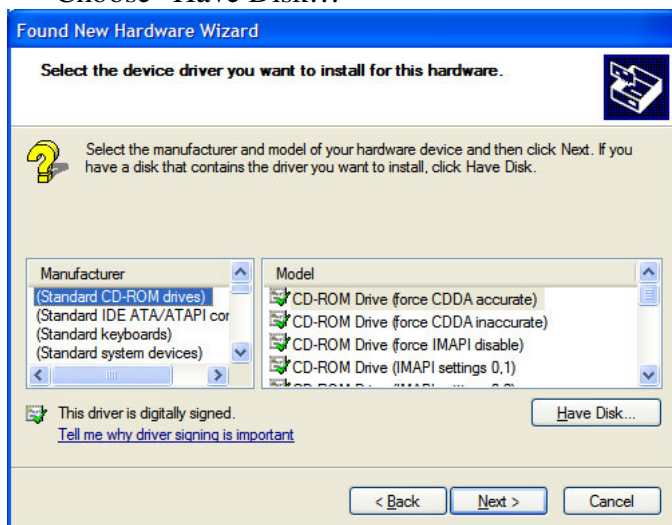 Choose "Have Disk…"
Found New Hardware Wizard
Select the device driver you want to install for this hardware.
Select the manufacturer and model of your hardware device and then click Next. If you
have a disk that contains the driver you want to install, click Have Disk.
Manufacturer
(Standard CD-ROM drives)
(Standard IDE ATA/ATAPI cor
(Standard keyboards)
(Standard system devices)
Model
CD-ROM Drive (force CDDA accurate)
CD-ROM Drive (force CDDA inaccurate)
CD-ROM Drive (force IMAPI disable)
CD-ROM Drive (IMAPI settings 0,1)
This driver is digitally signed.
Tell me why driver signing is important
Have Disk...
< Back
Next >
Cancel